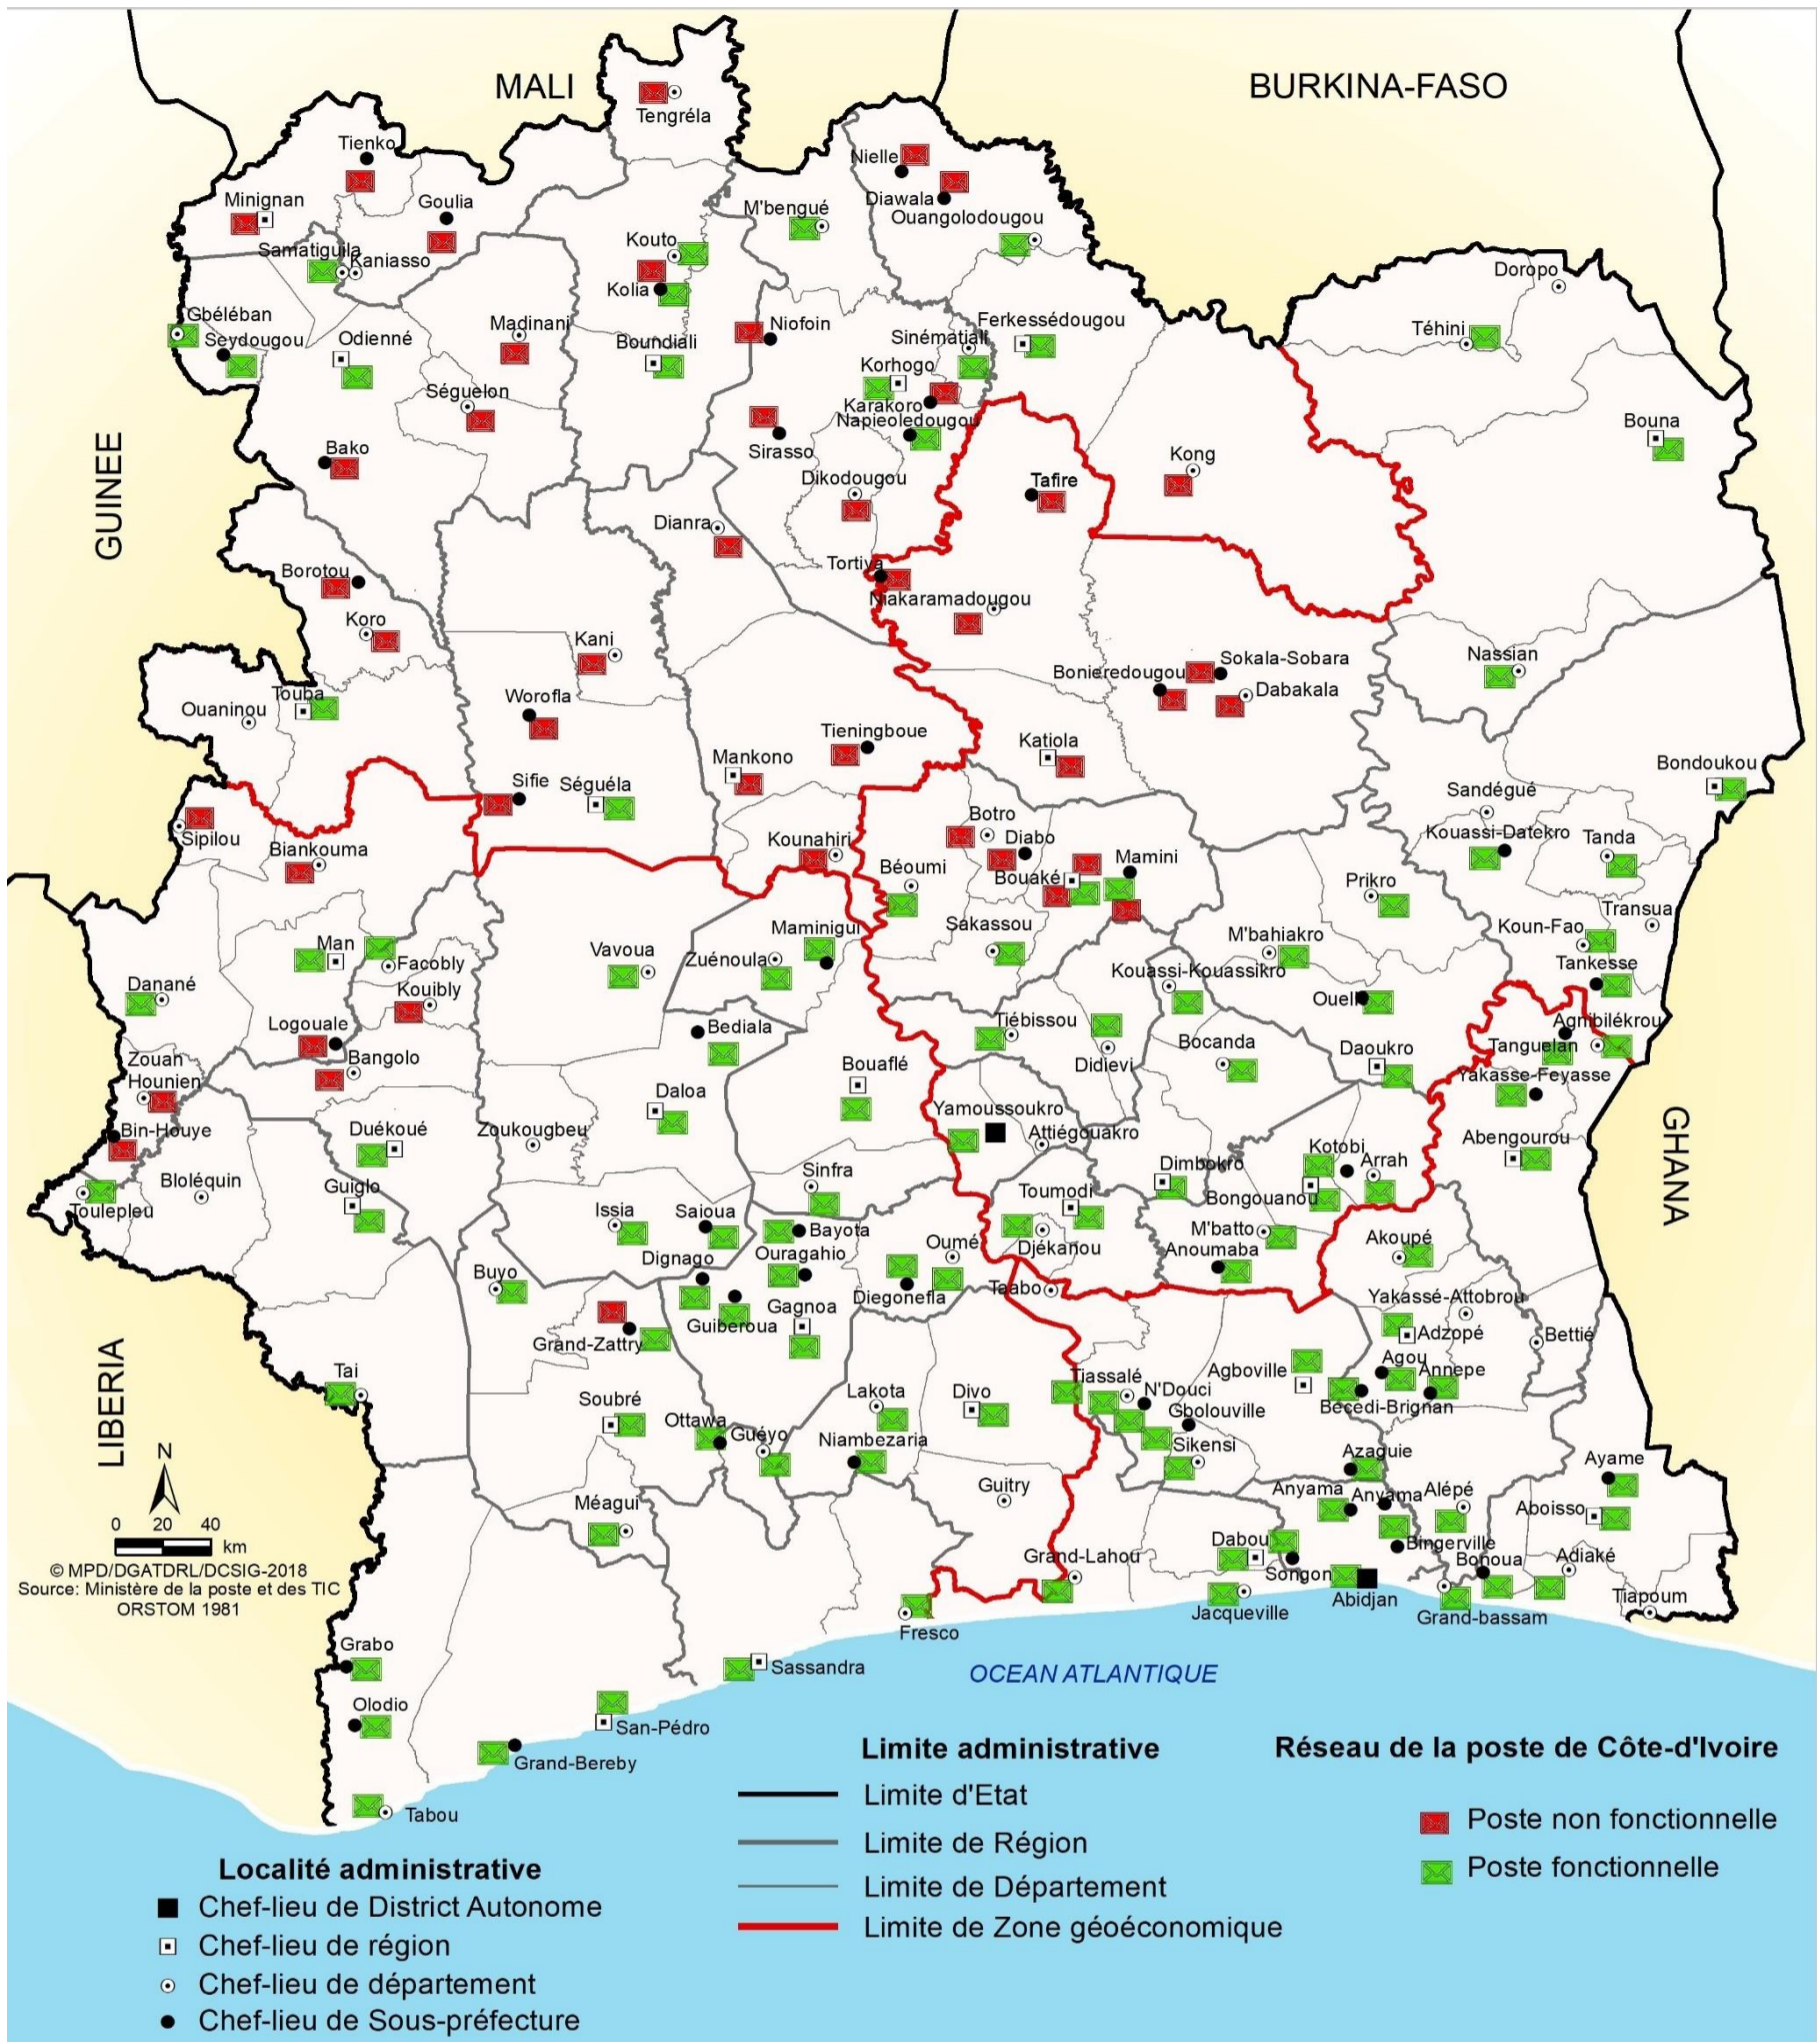 MALI
BURKINA-FASO
Tengréla
Tienko
Nielle
Minignan
Goulia
Diawala
M'bengué
Ouangolodougou
Kouto
Samatiguila
Kaniasso
Doropo
Kolia
Gbéléban
Madinani
Niofoin
Ferkessédougou
Téhini
Seydougou
Odienné
Boumdiali
Sinématiali
Korhogo
Séguelon
Karakoro
Napieoledougou
Bouna
GUINEE
Bako
Sirasso
Kong
Dikodougou
Tafire
Dianra
Tortiya
Borotou
Niakaramadougou
Koro
Kani
Sokala-Sobara
Nassian
Bonieredougou
Dabakala
Touba
Ouaninou
Worofla
Tieningboue
Katiola
Mankono
Bondoukou
Sifie
Séguéla
Sandégué
Sipilou
Botro
Diabo
Kouassi-Datekro
Tanda
Biankouma
Kounahiri
Béoumi
Bouaké
Mamini
Prikro
Transua
Sakassou
Koun-Fao
Man
Maminigui
M'bahiakro
Vavoua
Zuénoula
Facobly
Tankesse
Danané
Kouibly
Kouassi-Kouassikro
Ouelle
Logouale
Bediala
Tiébissou
Agnibilékrou
Bangolo
Didievi
Bocanda
Daoukro
Tanguelan
Zouan
Hounien
Bouaflé
Yakasse-Feyasse
Daloa
Yamoussoukro
Bin-Houye
Duékoué
Zoukougbeu
Attiégouakro
Abengourou
GHANA
Kotobi
Arrah
Bloléquin
Sinfra
Dimbokro
Guiglo
Toumodi
Bongouanou
Toulepleu
Issia
Saioua
Bayota
M'batto
Akoupé
Ouragahio
Oumé
Djékanou
Anoumaba
Dignago
Buyo
Diegonefla
Taabo
Gagnoa
Yakassé-Attobrou
Guiberoua
Grand-Zattry
Adzopé
Bettié
LIBERIA
Tai
Agboville
Agou
Annepe
Tiassalé
N'Douci
Lakota
Divo
Soubré
Gbolouville
Becedi-Brignan
Ottawa
Guéyo
Niambezaria
Sikensi
Azaguie
Ayame
N
Guitry
Anyama
Anyama
Alépé
Méagui
Aboisso
0 20 40
km
Dabou
Bingerville
Grand-Lahou
Bonoua
Adiaké
© MPD/DGATDRL/DCSIG-2018
Songon
Source: Ministère de la poste et des TIC
Tiapoum
Abidjan
ORSTOM 1981
Jacqueville
Grand-bassam
Fresco
Grabo
Sassandra
OCEAN ATLANTIQUE
Olodio
San-Pédro
Grand-Bereby
Tabou
Limite administrative
Limite d'Etat
Limite de Région
Limite de Département
Limite de Zone géoéconomique
Réseau de la poste de Côte-d'Ivoire
Poste non fonctionnelle
Poste fonctionnelle
Localité administrative
Chef-lieu de District Autonome
Chef-lieu de région
Chef-lieu de département
Chef-lieu de Sous-préfecture